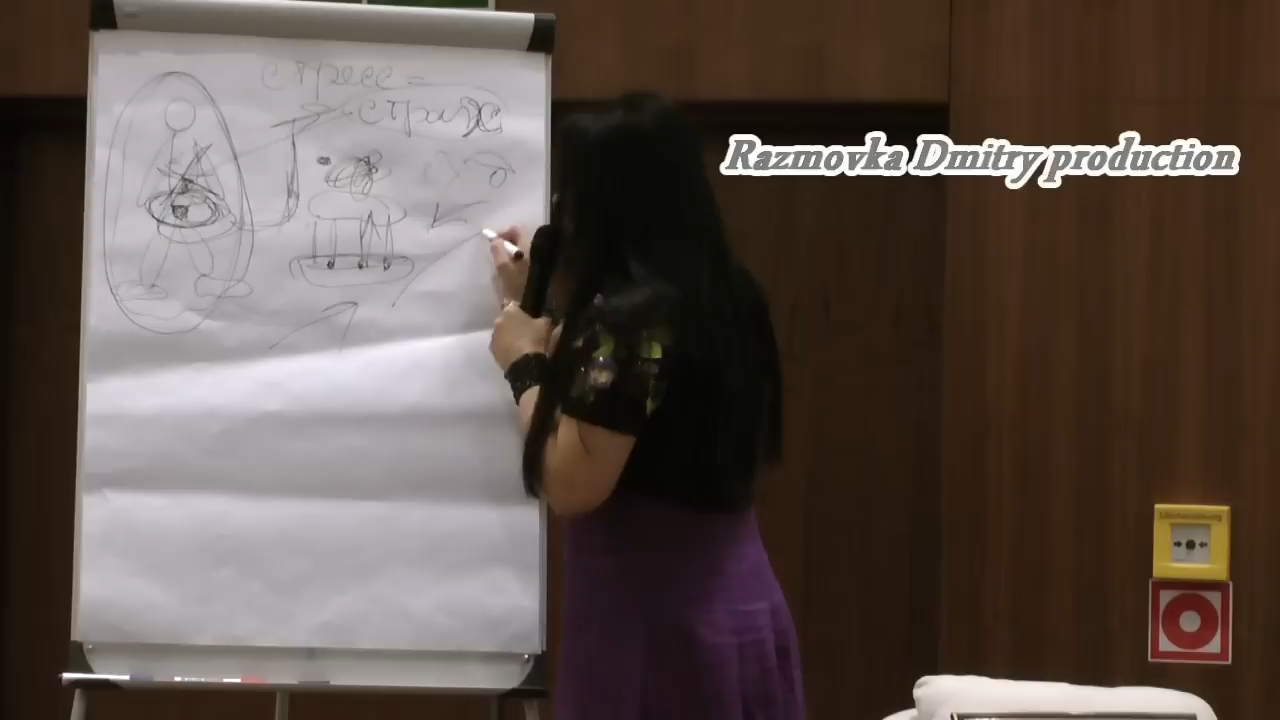 стресс =
страх
Razmovka Dmitry production